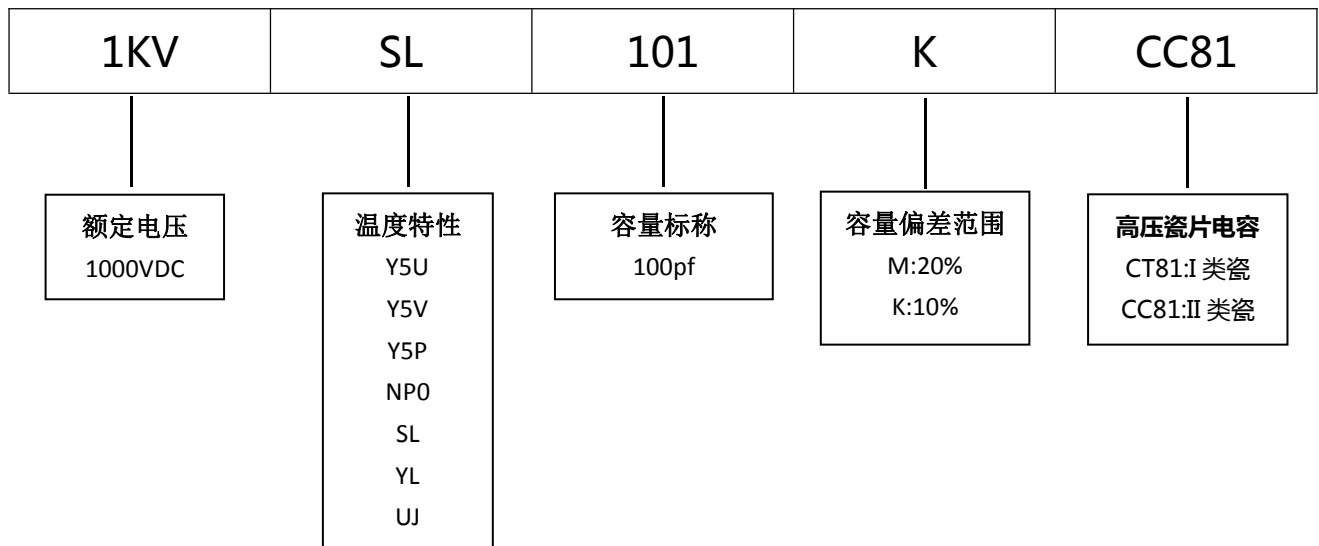 1KV SL 101 K CC81
额定电压
1000VDC
温度特性
Y5U
Y5V
Y5P
NP0
SL
YL
UJ
容量标称
100pf
容量偏差范围
M:20%
K:10%
高压瓷片电容
CT81:I 类瓷
CC81:II 类瓷